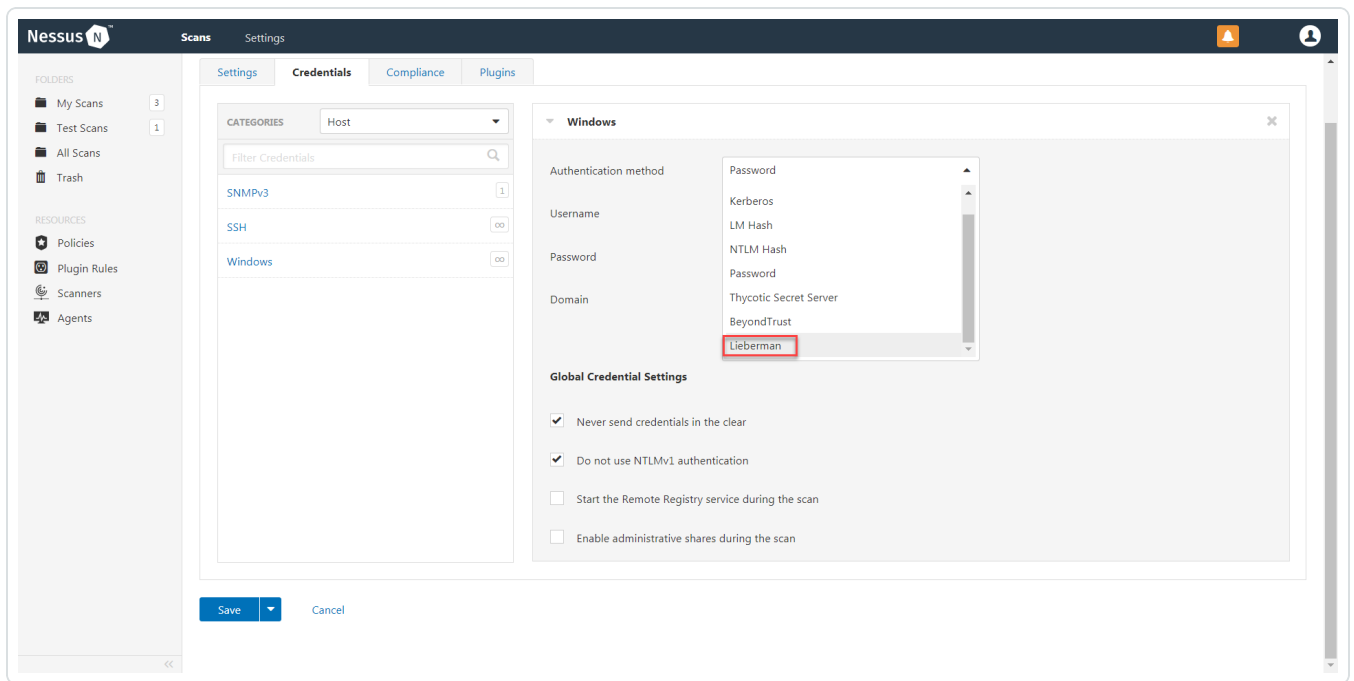 Nessus N ™
Scans Settings
FOLDERS
My Scans 3
Test Scans 1
All Scans
Trash
RESOURCES
Policies
Plugin Rules
Scanners
Agents
Settings Credentials Compliance Plugins
CATEGORIES Host
Filter Credentials
SNMPv3 1
SSH ∞
Windows ∞
Windows
Authentication method Password
Username
Password
Domain
Kerberos
LM Hash
NTLM Hash
Password
Thycotic Secret Server
BeyondTrust
Lieberman
Global Credential Settings
Never send credentials in the clear
Do not use NTLMv1 authentication
Start the Remote Registry service during the scan
Enable administrative shares during the scan
Save Cancel